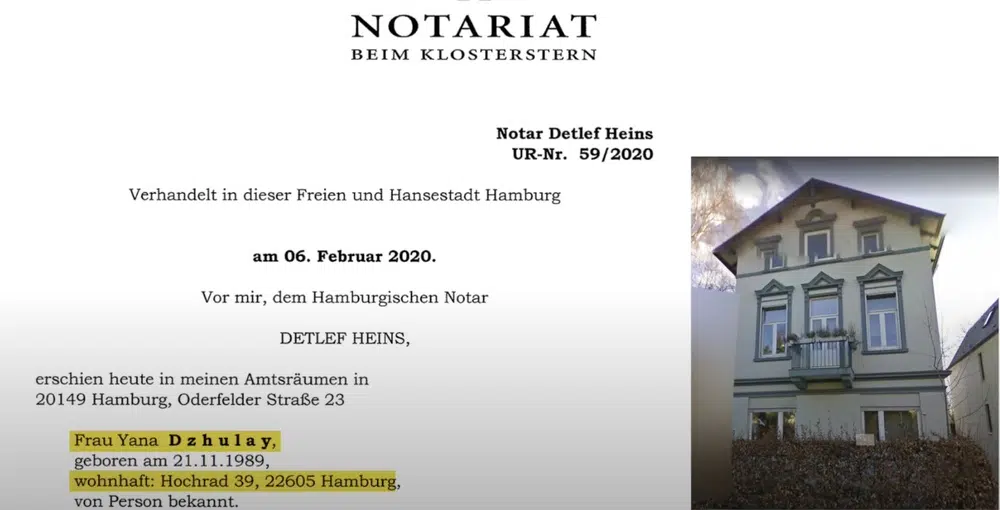 NOTARIAT
BEIM KLOSTERSTERN
Notar Detlef Heins
UR-Nr. 59/2020
Verhandelt in dieser Freien und Hansestadt Hamburg
am 06. Februar 2020.
Vor mir, dem Hamburgischen Notar
DETLEF HEINS,
erschien heute in meinen Amtsräumen in
20149 Hamburg, Oderfelder Straße 23
Frau Yana D z h u l a y,
geboren am 21.11.1989,
wohnhaft: Hochrad 39, 22605 Hamburg,
von Person bekannt.